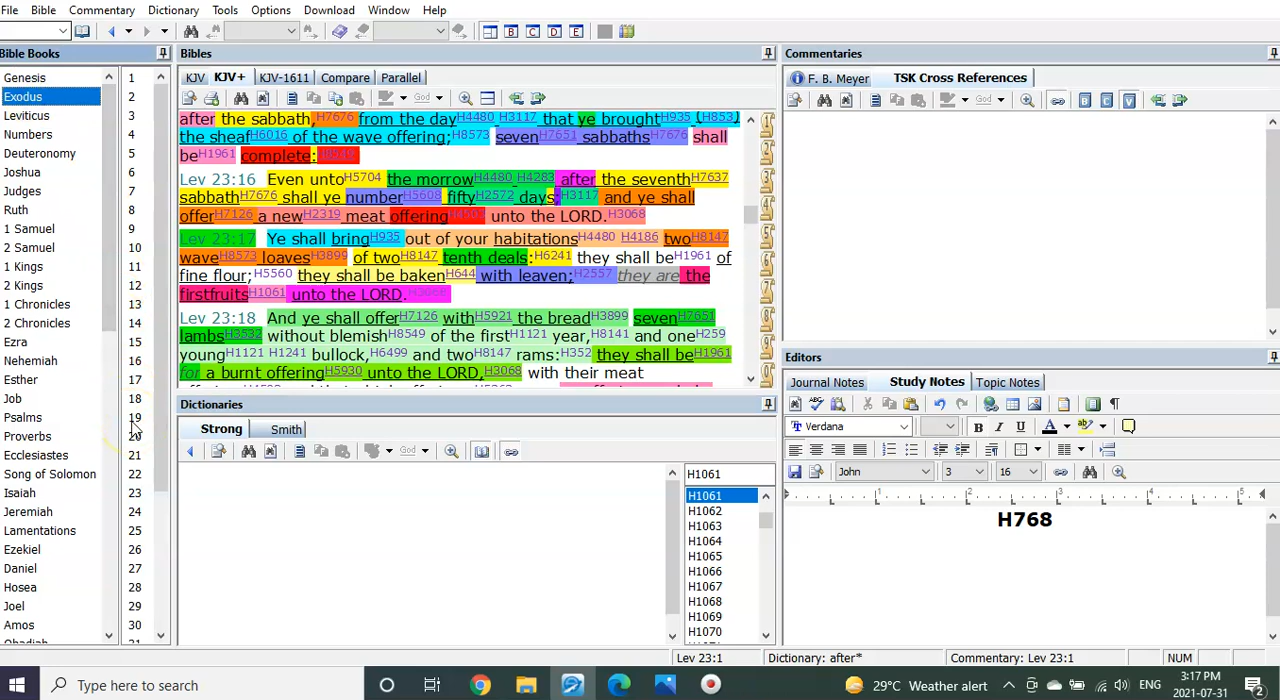 File Bible Commentary Dictionary Tools Options Download Window Help
Bible Books
Genesis
Exodus
Leviticus
Numbers
Deuteronomy
Joshua
Judges
Ruth
1 Samuel
2 Samuel
1 Kings
2 Kings
1 Chronicles
2 Chronicles
Ezra
Nehemiah
Esther
Job
Psalms
Proverbs
Ecclesiastes
Song of Solomon
Isaiah
Jeremiah
Lamentations
Ezekiel
Daniel
Hosea
Joel
Amos
1
2
3
4
5
6
7
8
9
10
11
12
13
14
15
16
17
18
19
20
21
22
23
24
25
26
27
28
29
30
Bibles
KJV KJV+ KJV-1611 Compare Parallel
God
after the sabbath,H7676 from the dayH4480 H3117 that ye broughtH935 (H853)
the sheafH6016 of the wave offering;H8573 sevenH7651 sabbathsH7676 shall
beH1961 complete:
Lev 23:16 Even untoH5704 the morrowH4480 H4283 after the seventhH7637
sabbathH7676 shall ye numberH5608 fiftyH2572 days;H3117 and ye shall
offerH7126 a newH2319 meat offering unto the LORD.H3068
Lev 23:17 Ye shall bringH935 out of your habitationsH4480 H4186 twoH8147
waveH8573 loavesH3899 of twoH8147 tenth deals:H6241 they shall beH1961 of
fine flour;H5560 they shall be bakenH644 with leaven;H2557 they are the
firstfruitsH1061 unto the LORD.H3068
Lev 23:18 And ye shall offerH7126 withH5921 the breadH3899 sevenH7651
lambsH3532 without blemishH8549 of the firstH1121 year,H8141 and oneH259
youngH1121 H1241 bullock,H6499 and twoH8147 rams:H352 they shall beH1961
for a burnt offeringH5930 unto the LORD,H3068 with their meat
Dictionaries
Strong Smith
God
H1061
H1061
H1062
H1063
H1064
H1065
H1066
H1067
H1068
H1069
H1070
Commentaries
F. B. Meyer TSK Cross References
God
Editors
Journal Notes Study Notes Topic Notes
Verdana B I U A ab
John 3 16
1 2 3 4 5
H768
Lev 23:1 Dictionary: after* Commentary: Lev 23:1 NUM
Type here to search
29°C Weather alert ENG 3:17 PM
2021-07-31
2